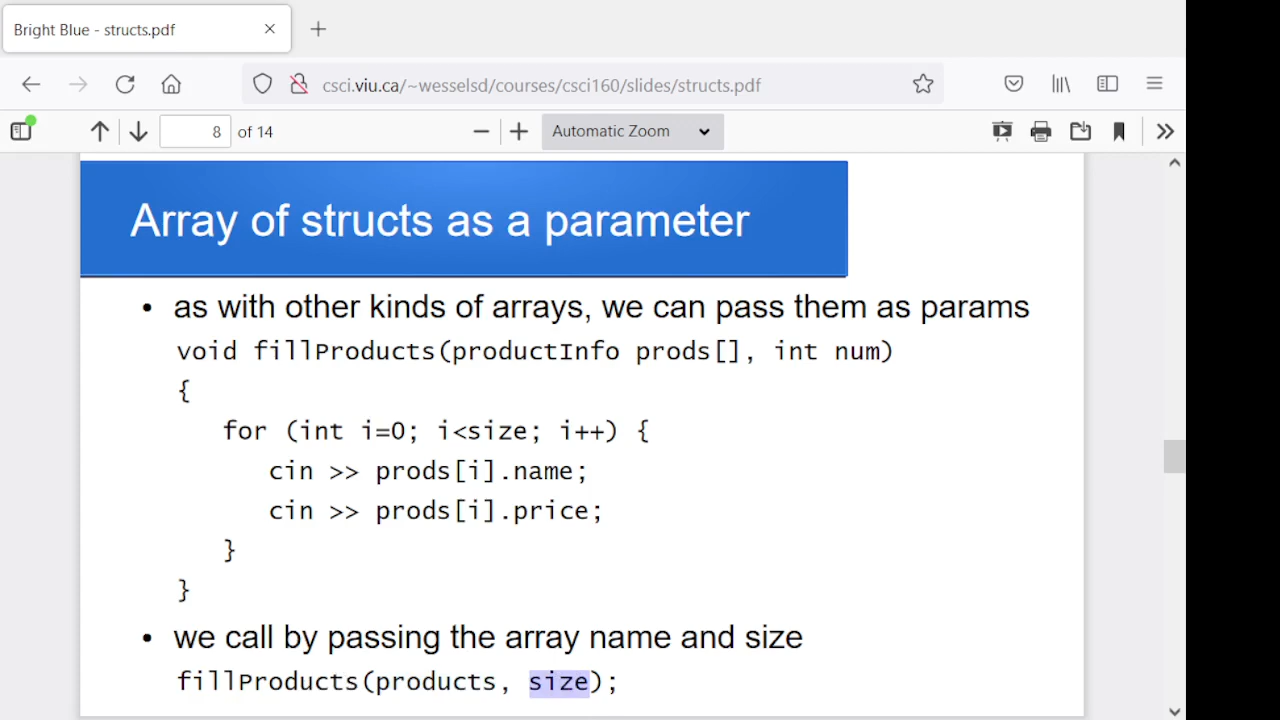 Bright Blue - structs.pdf
csci.viu.ca/~wesselsd/courses/csci160/slides/structs.pdf
8 of 14
Automatic Zoom
Array of structs as a parameter
• as with other kinds of arrays, we can pass them as params
void fillProducts(productInfo prods[], int num)
{
for (int i=0; i<size; i++) {
cin >> prods[i].name;
cin >> prods[i].price;
}
}
• we call by passing the array name and size
fillProducts(products, size);